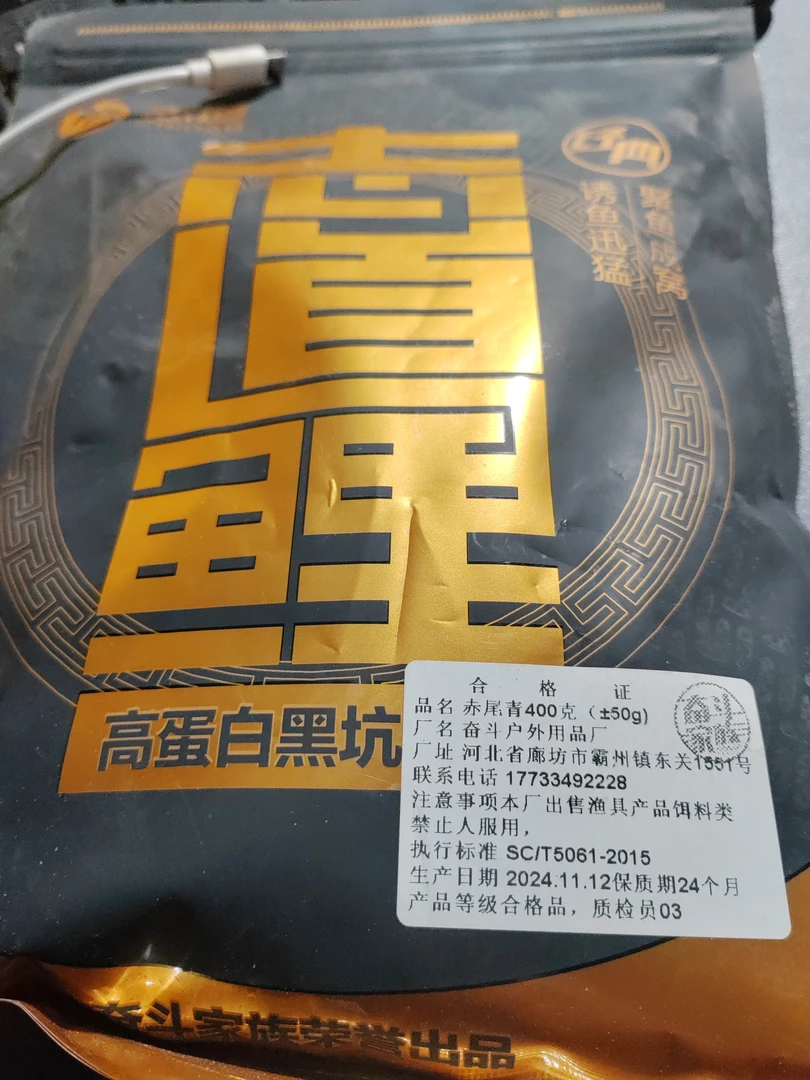 诱鱼迅猛
聚鱼成窝
鲤
高蛋白黑坑
合格证
品名 赤尾青400克（±50g)
厂名 奋斗户外用品厂
厂址 河北省廊坊市霸州镇东关1551号
联系电话 17733492228
注意事项本厂出售渔具产品饵料类
禁止人服用，
执行标准 SC/T5061-2015
生产日期 2024.11.12保质期24个月
产品等级合格品，质检员03
奋斗家族荣誉出品